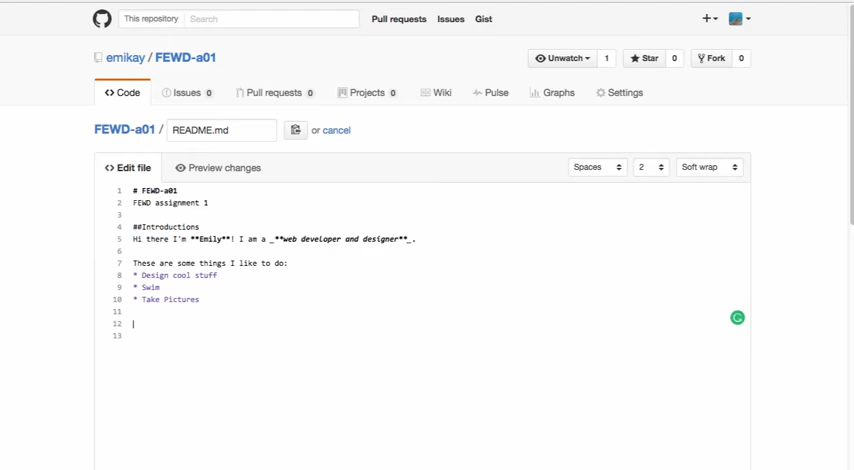 This repository Search Pull requests Issues Gist
emikay / FEWD-a01 Unwatch 1 Star 0 Fork 0
Code Issues 0 Pull requests 0 Projects 0 Wiki Pulse Graphs Settings
FEWD-a01 / README.md or cancel
Edit file Preview changes Spaces 2 Soft wrap
1 # FEWD-a01
2 FEWD assignment 1
3
4 ##Introductions
5 Hi there I'm **Emily**! I am a _**web developer and designer**_.
6
7 These are some things I like to do:
8 * Design cool stuff
9 * Swim
10 * Take Pictures
11
12
13